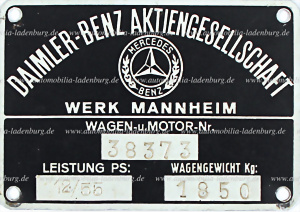 DAIMLER-BENZ AKTIENGESELLSCHAFT
MERCEDES
BENZ
WERK MANNHEIM
www.automobilia-ladenburg.de
WAGEN-u.MOTOR-Nr.
38373
LEISTUNG PS: WAGENGEWICHT Kg:
14/55 1850